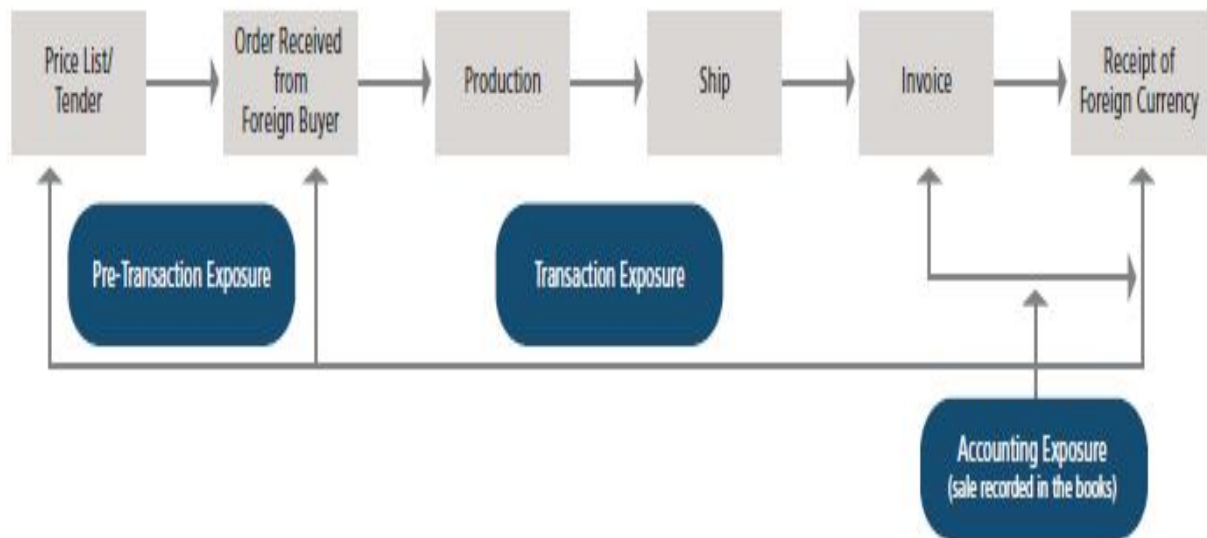 Price List/
Tender
Order Received
from
Foreign Buyer
Production
Ship
Invoice
Receipt of
Foreign Currency
Pre-Transaction Exposure
Transaction Exposure
Accounting Exposure
(sale recorded in the books)